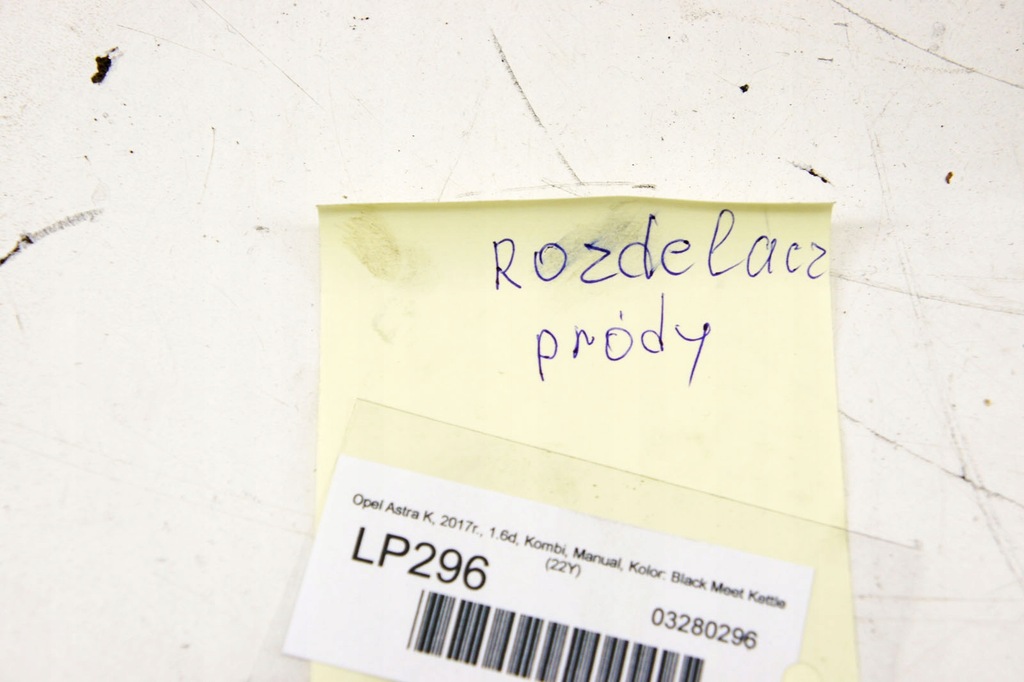 Rozdelacz
pródy
Opel Astra K, 2017r., 1.6d, Kombi, Manual, Kolor: Black Meet Kettle
(22Y)
LP296
03280296